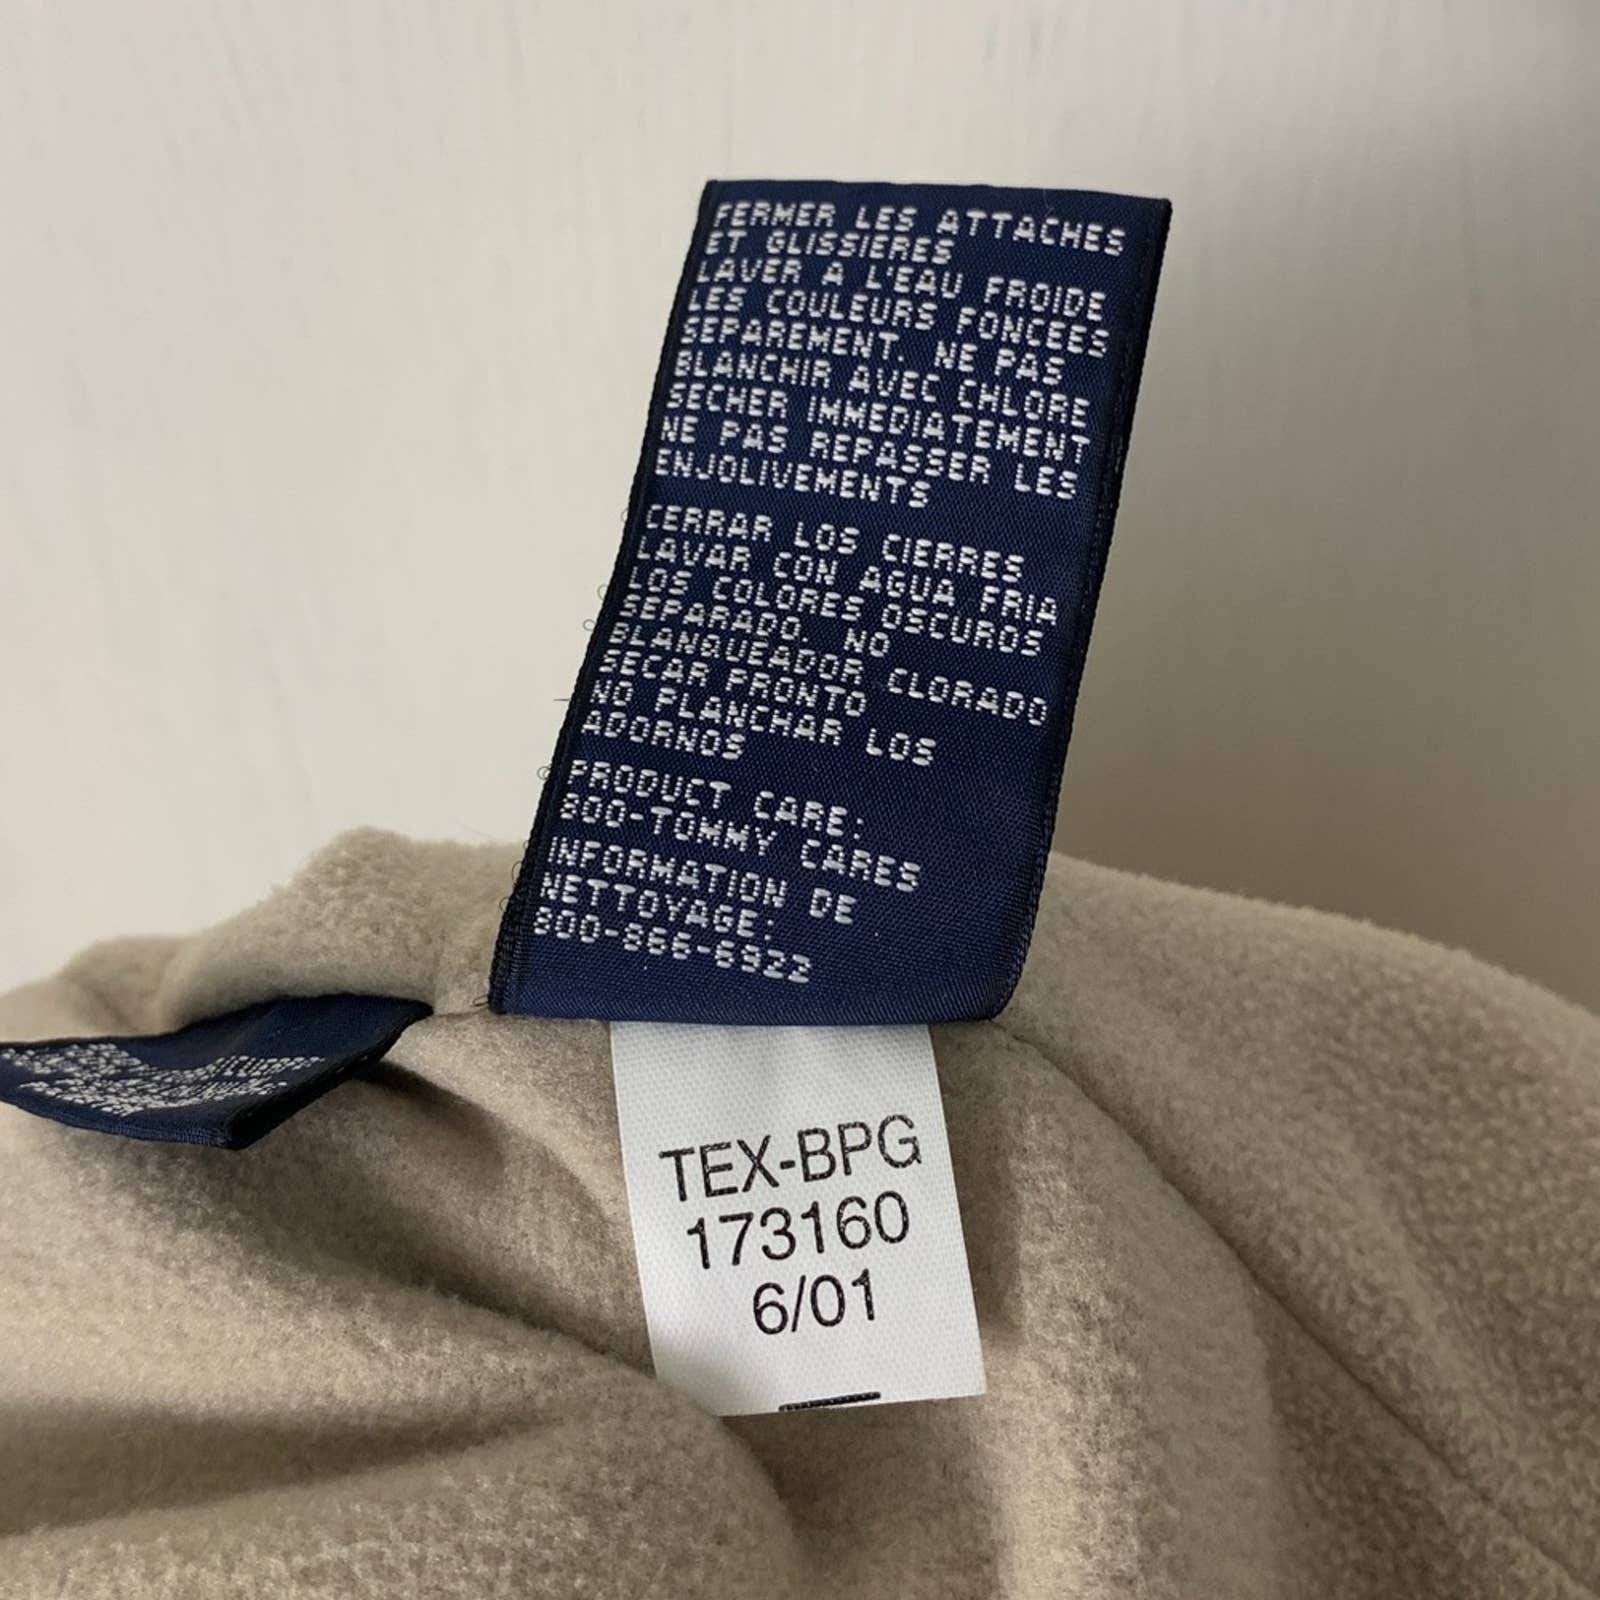 FERMER LES ATTACHES
ET GLISSIERES
LAVER A L'EAU FROIDE
LES COULEURS FONCEES
SEPAREMENT. NE PAS
BLANCHIR AVEC CHLORE
SECHER IMMEDIATEMENT
NE PAS REPASSER LES
ENJOLIVEMENTS
CERRAR LOS CIERRES
LAVAR CON AGUA FRIA
LOS COLORES OSCUROS
SEPARADO. NO
BLANQUEADOR CLORADO
SECAR PRONTO
NO PLANCHAR LOS
ADORNOS
PRODUCT CARE:
800-TOMMY CARES
INFORMATION DE
NETTOYAGE:
800-866-6922
TEX-BPG
173160
6/01